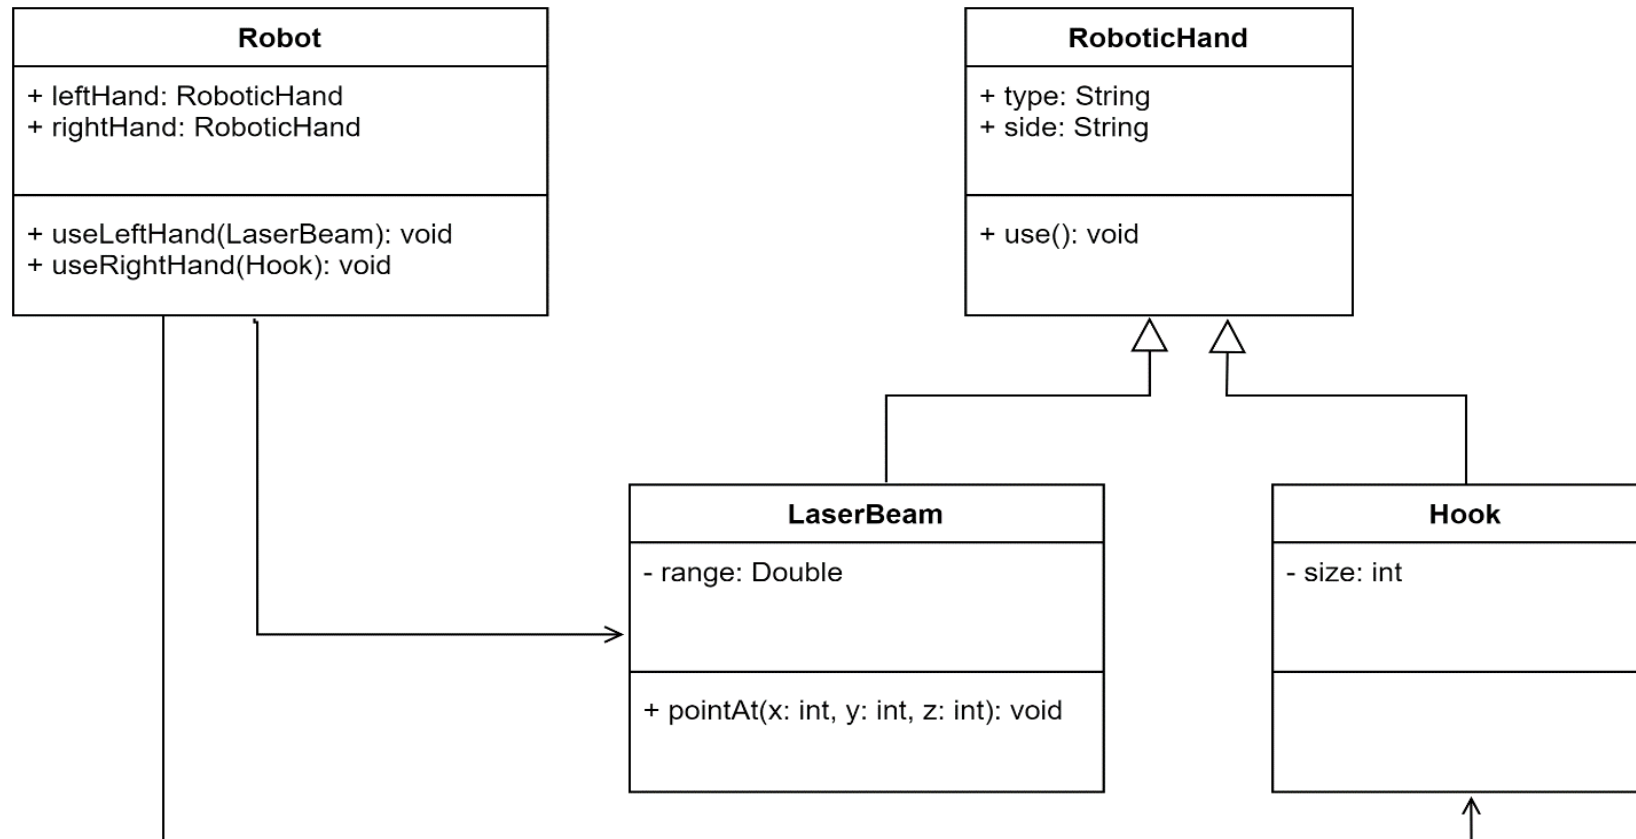 Robot
+ leftHand: RoboticHand
+ rightHand: RoboticHand
+ useLeftHand(LaserBeam): void
+ useRightHand(Hook): void
RoboticHand
+ type: String
+ side: String
+ use(): void
LaserBeam
- range: Double
+ pointAt(x: int, y: int, z: int): void
Hook
- size: int